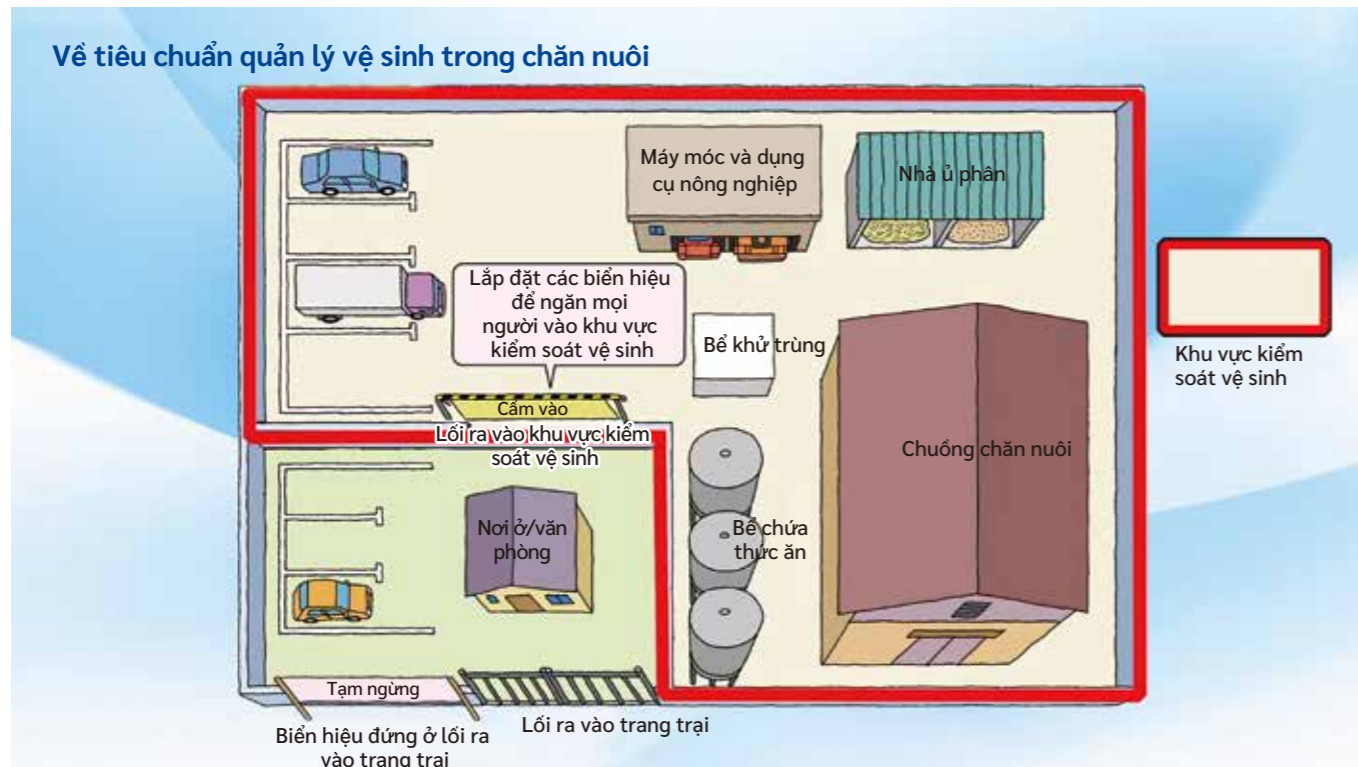 Về tiêu chuẩn quản lý vệ sinh trong chăn nuôi
Máy móc và dụng
cụ nông nghiệp
Nhà ủ phân
Lắp đặt các biển hiệu
để ngăn mọi
người vào khu vực
kiểm soát vệ sinh
Bể khử trùng
Khu vực kiểm
soát vệ sinh
Cấm vào
Lối ra vào khu vực kiểm
soát vệ sinh
Chuồng chăn nuôi
Nơi ở/văn
phòng
Bể chứa
thức ăn
Tạm ngừng
Lối ra vào trang trại
Biển hiệu đứng ở lối ra
vào trang trại